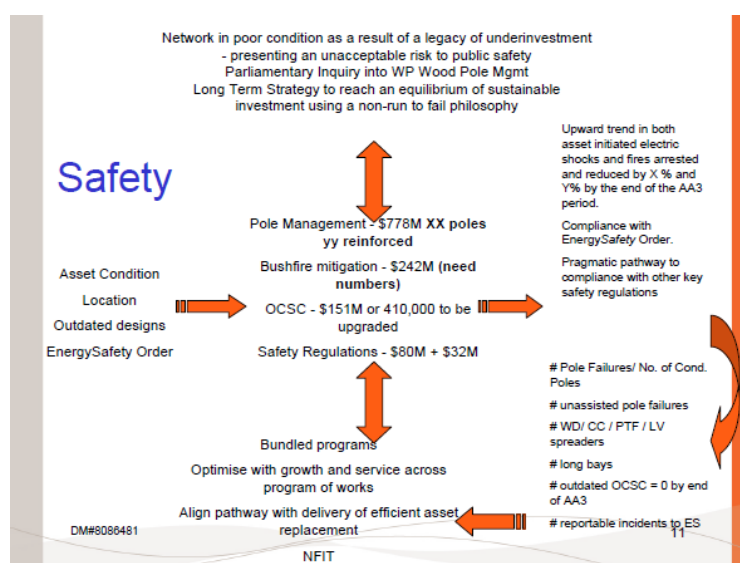 Network in poor condition as a result of a legacy of underinvestment
- presenting an unacceptable risk to public safety
Parliamentary Inquiry into WP Wood Pole Mgmt
Long Term Strategy to reach an equilibrium of sustainable
investment using a non-run to fail philosophy
Safety
Asset Condition
Location
Outdated designs
EnergySafety Order
Pole Management - $778M XX poles
yy reinforced
Bushfire mitigation - $242M (need
numbers)
OCSC - $151M or 410,000 to be
upgraded
Safety Regulations - $80M + $32M
Upward trend in both
asset initiated electric
shocks and fires arrested
and reduced by X % and
Y% by the end of the AA3
period.
Compliance with
EnergySafety Order.
Pragmatic pathway to
compliance with other key
safety regulations
# Pole Failures/ No. of Cond.
Poles
# unassisted pole failures
# WD/ CC / PTF / LV
spreaders
# long bays
# outdated OCSC = 0 by end
of AA3
# reportable incidents to ES
Bundled programs
Optimise with growth and service across
program of works
Align pathway with delivery of efficient asset
replacement
NFIT
DM#8086481
11